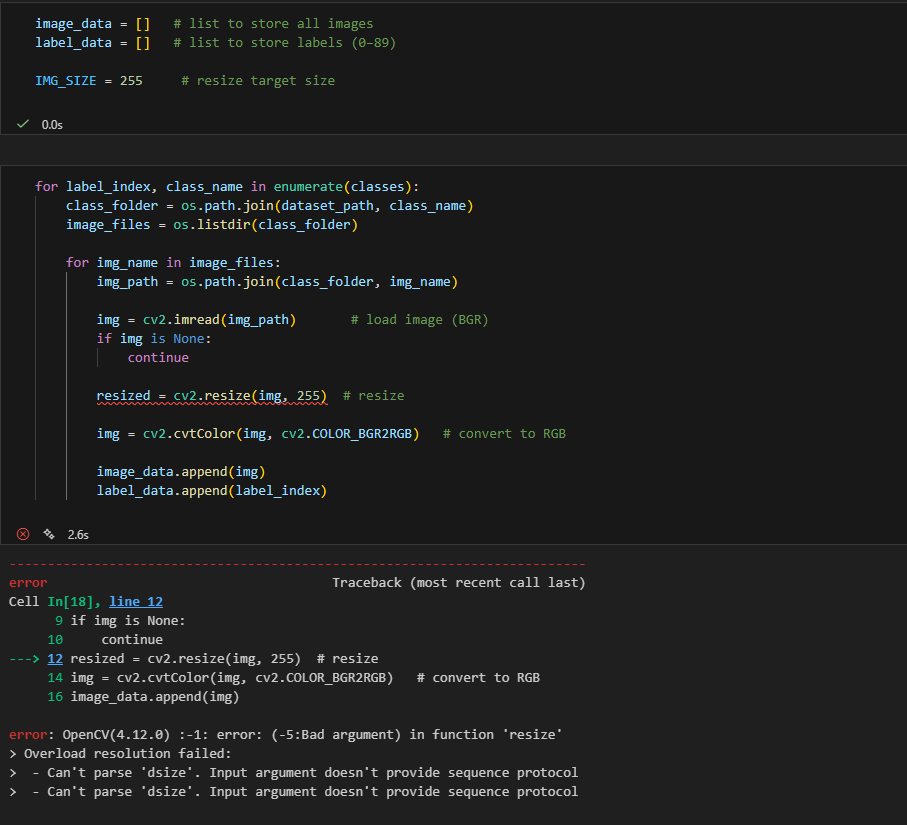 image_data = []   # list to store all images
label_data = []   # list to store labels (0–89)
IMG_SIZE = 255     # resize target size
0.0s
for label_index, class_name in enumerate(classes):
    class_folder = os.path.join(dataset_path, class_name)
    image_files = os.listdir(class_folder)
    for img_name in image_files:
        img_path = os.path.join(class_folder, img_name)
        img = cv2.imread(img_path)       # load image (BGR)
        if img is None:
            continue
        resized = cv2.resize(img, 255)  # resize
        img = cv2.cvtColor(img, cv2.COLOR_BGR2RGB)   # convert to RGB
        image_data.append(img)
        label_data.append(label_index)
2.6s
---------------------------------------------------------------------------
error                                     Traceback (most recent call last)
Cell In[18], line 12
      9 if img is None:
     10     continue
---> 12 resized = cv2.resize(img, 255)  # resize
     14 img = cv2.cvtColor(img, cv2.COLOR_BGR2RGB)   # convert to RGB
     16 image_data.append(img)
error: OpenCV(4.12.0) :-1: error: (-5:Bad argument) in function 'resize'
> Overload resolution failed:
>  - Can't parse 'dsize'. Input argument doesn't provide sequence protocol
>  - Can't parse 'dsize'. Input argument doesn't provide sequence protocol